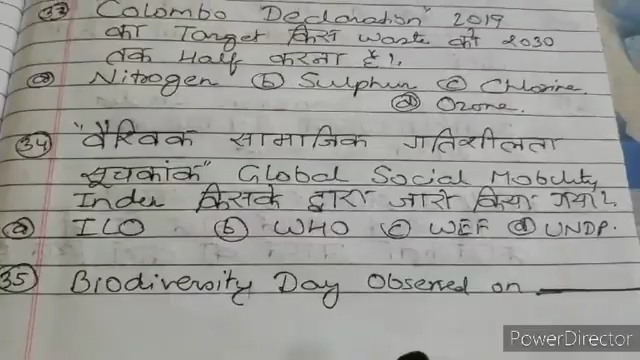 33 Colombo Declaration" 2019
का Target किस Waste को 2030
तक Half करना है।
a Nitrogen b Sulphur c Chlorine
d Ozone.
34 "वैश्विक सामाजिक गतिशीलता
सूचकांक" Global Social Mobility
Index किसके द्वारा जारी किया गया?
a ILO b WHO c WEF d UNDP.
35 Biodiversity Day Observed on ______
PowerDirector